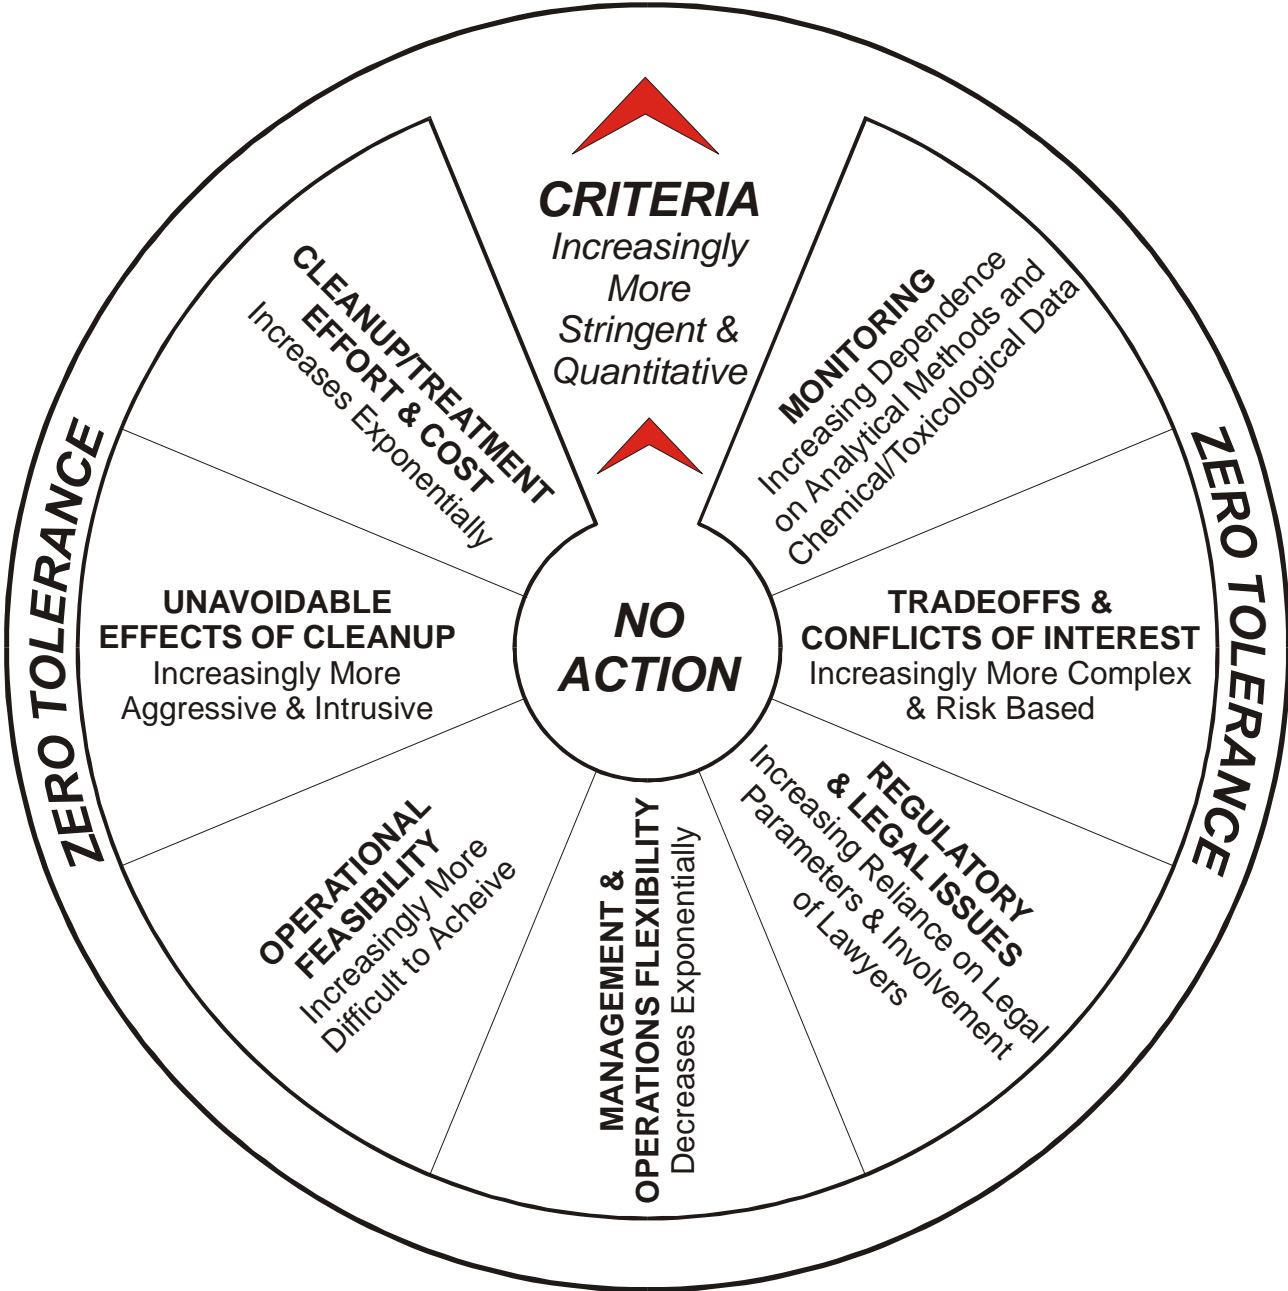 CRITERIA
Increasingly
More
Stringent &
Quantitative
MONITORING
Increasing Dependence
on Analytical Methods and
Chemical/Toxicological Data
TRADEOFFS &
CONFLICTS OF INTEREST
Increasingly More Complex
& Risk Based
REGULATORY
& LEGAL ISSUES
Increasing Reliance on Legal
Parameters & Involvement
of Lawyers
MANAGEMENT &
OPERATIONS FLEXIBILITY
Decreases Exponentially
OPERATIONAL
FEASIBILITY
Increasingly More
Difficult to Acheive
UNAVOIDABLE
EFFECTS OF CLEANUP
Increasingly More
Aggressive & Intrusive
CLEANUP/TREATMENT
EFFORT & COST
Increases Exponentially
NO
ACTION
ZERO TOLERANCE
ZERO TOLERANCE